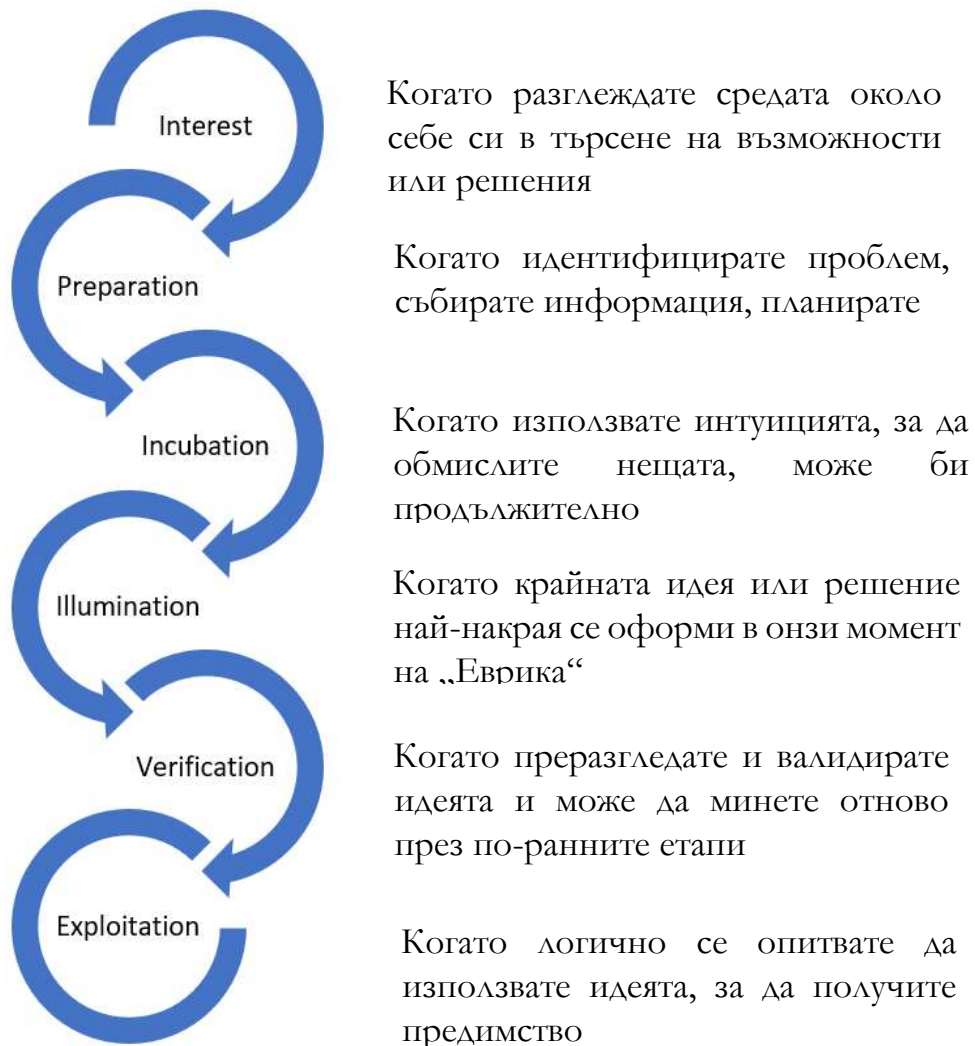 Interest
Когато разглеждате средата около
себе си в търсене на възможности
или решения
Preparation
Когато идентифицирате проблем,
събирате информация, планирате
Incubation
Когато използвате интуицията, за да
обмислите нещата, може би
продължително
Illumination
Когато крайната идея или решение
най-накрая се оформи в онзи момент
на „Еврика“
Verification
Когато преразгледате и валидирате
идеята и може да минете отново
през по-ранните етапи
Exploitation
Когато логично се опитвате да
използвате идеята, за да получите
предимство